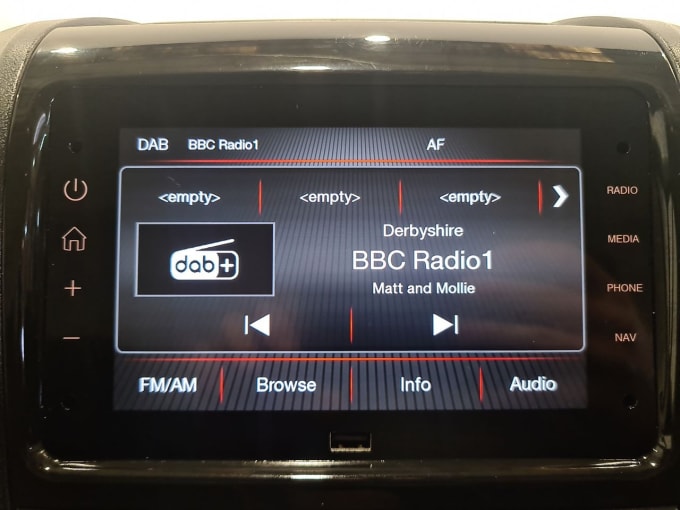 DAB BBC Radio1 AF
<empty> <empty> <empty>
RADIO
Derbyshire
dab+
BBC Radio1
MEDIA
Matt and Mollie
PHONE
NAV
FM/AM Browse Info Audio